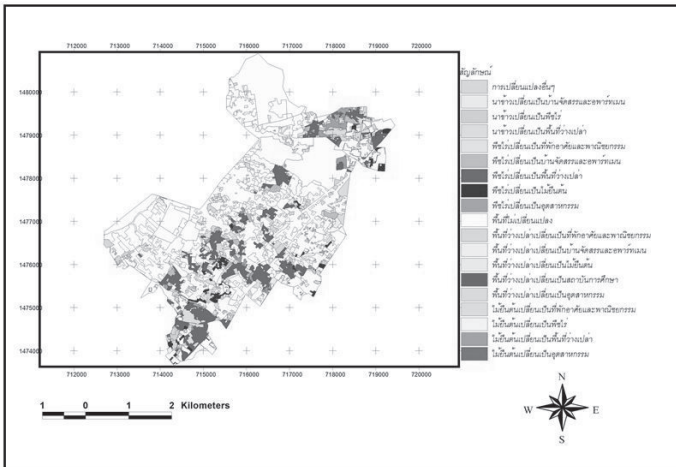 712000 713000 714000 715000 716000 717000 718000 719000 720000
สัญลักษณ์
การเปลี่ยนแปลงอื่นๆ
นาข้าวเปลี่ยนเป็นบ้านจัดสรรและอพาร์ทเมน
นาข้าวเปลี่ยนเป็นพืชไร่
นาข้าวเปลี่ยนเป็นพื้นที่ว่างเปล่า
พืชไร่เปลี่ยนเป็นที่พักอาศัยและพาณิชยกรรม
พืชไร่เปลี่ยนเป็นบ้านจัดสรรและอพาร์ทเมน
พืชไร่เปลี่ยนเป็นพื้นที่ว่างเปล่า
พืชไร่เปลี่ยนเป็นไม้ยืนต้น
พืชไร่เปลี่ยนเป็นอุตสาหกรรม
พื้นที่ไม่เปลี่ยนแปลง
พื้นที่ว่างเปล่าเปลี่ยนเป็นที่พักอาศัยและพาณิชยกรรม
พื้นที่ว่างเปล่าเปลี่ยนเป็นบ้านจัดสรรและอพาร์ทเมน
พื้นที่ว่างเปล่าเปลี่ยนเป็นไม้ยืนต้น
พื้นที่ว่างเปล่าเปลี่ยนเป็นสถาบันการศึกษา
พื้นที่ว่างเปล่าเปลี่ยนเป็นอุตสาหกรรม
ไม้ยืนต้นเปลี่ยนเป็นที่พักอาศัยและพาณิชยกรรม
ไม้ยืนต้นเปลี่ยนเป็นพืชไร่
ไม้ยืนต้นเปลี่ยนเป็นพื้นที่ว่างเปล่า
ไม้ยืนต้นเปลี่ยนเป็นอุตสาหกรรม
1480000
1479000
1478000
1477000
1476000
1475000
1474000
712000 713000 714000 715000 716000 717000 718000 719000 720000
1 0 1 2 Kilometers
N
W E
S